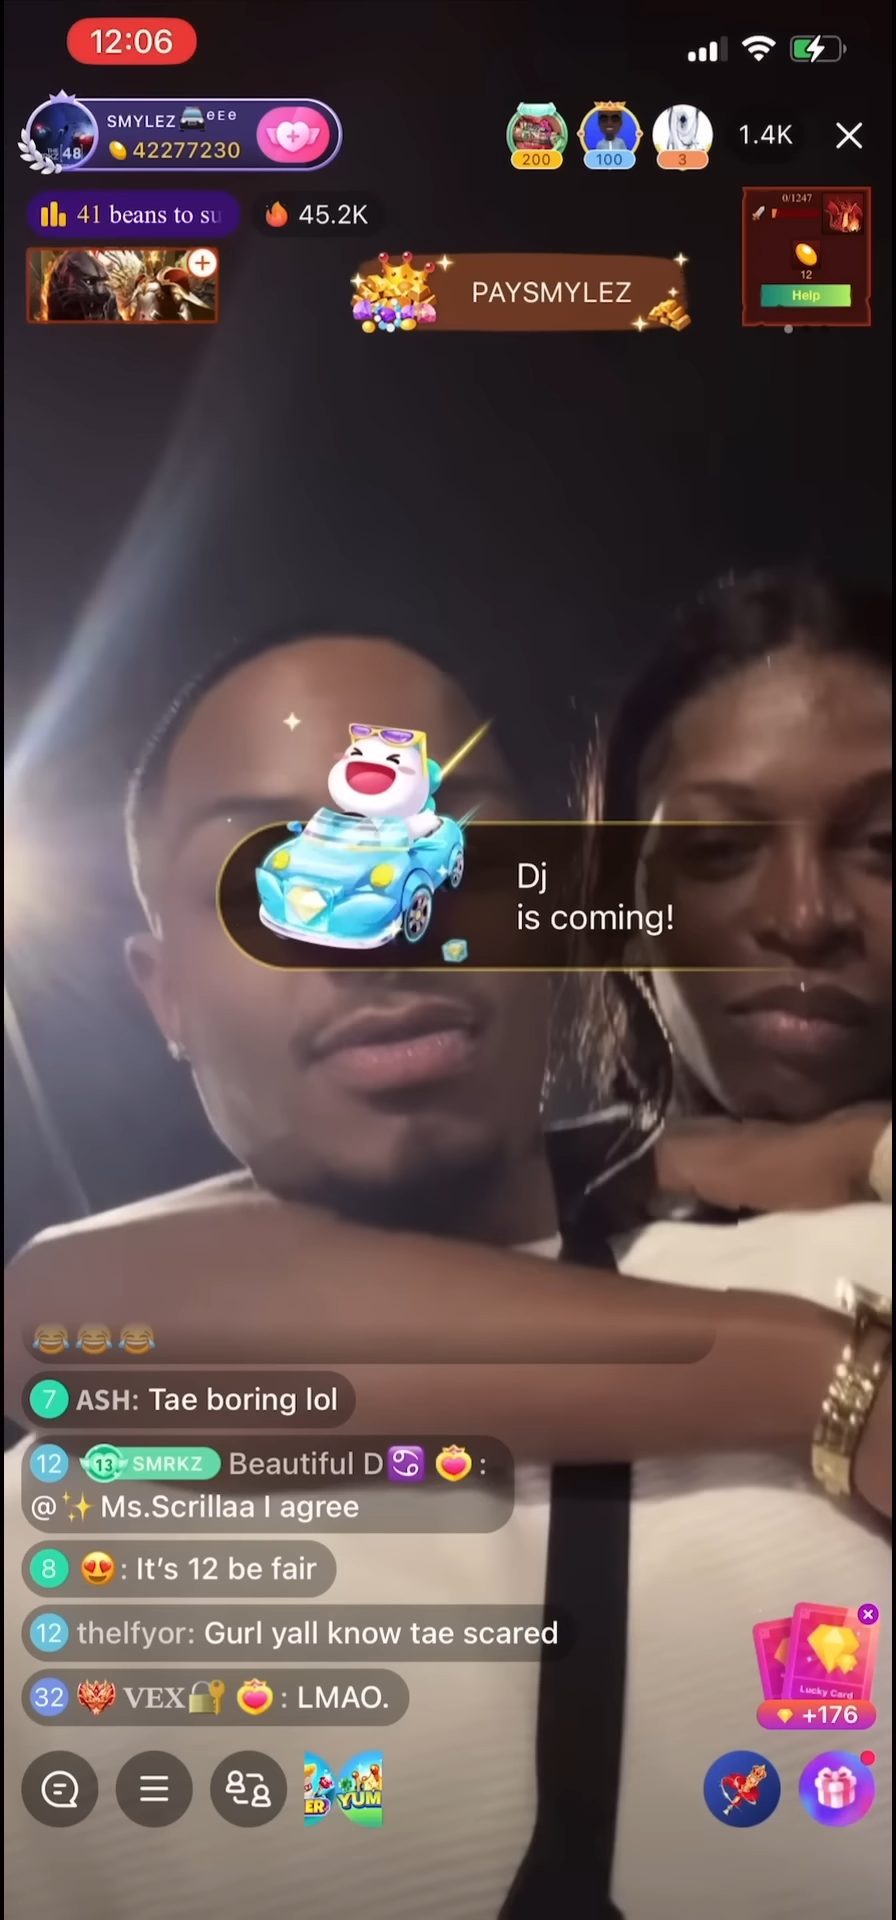 12:06
SMYLEZ🚘ᵉᴱᵉ
42277230
48
200
100
3
1.4K
41 beans to su
45.2K
0/1247
12
Help
PAYSMYLEZ
Dj
is coming!
😂😂😂
7 ASH: Tae boring lol
12 13 SMRKZ Beautiful D♋💝:
@✨Ms.Scrillaa I agree
8 😍: It’s 12 be fair
12 thelfyor: Gurl yall know tae scared
32 VEX🔐💝: LMAO.
Lucky Card
+176
ER YUM